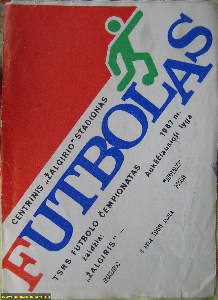 CENTRINIS „ŽALGIRIO" STADIONAS
FUTBOLAS
TSRS FUTBOLO ČEMPIONATAS
1987 m.
Aukščiausioji lyga
žaidžia:
„ŽALGIRIS" –